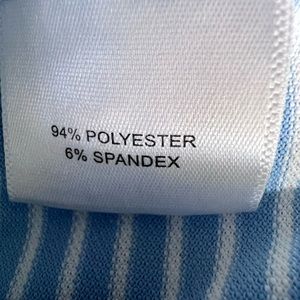 94% POLYESTER
6% SPANDEX